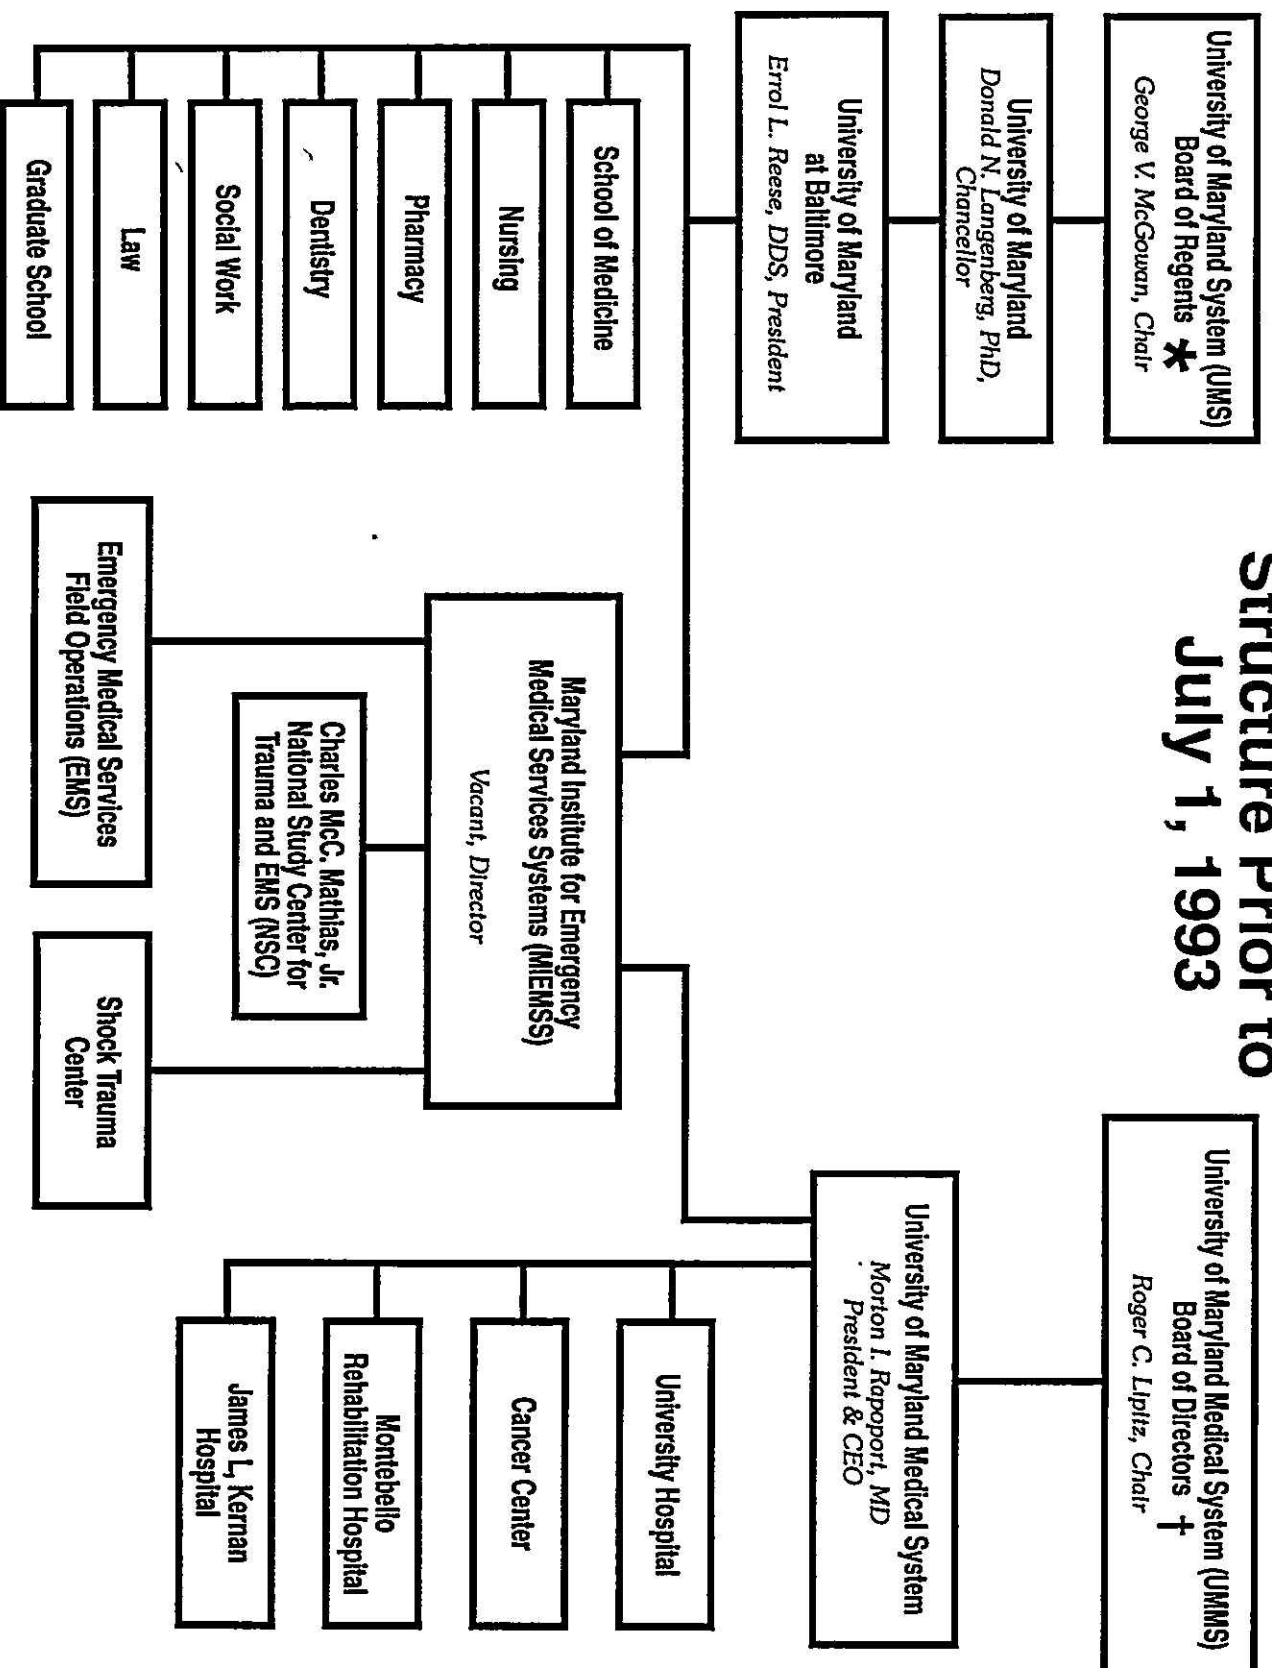 Structure Prior to
July 1, 1993
University of Maryland System (UMS)
Board of Regents *
George V. McGowan, Chair
University of Maryland
Donald N. Langenberg, PhD,
Chancellor
University of Maryland
at Baltimore
Errol L. Reese, DDS, President
School of Medicine
Nursing
Pharmacy
Dentistry
Social Work
Law
Graduate School
Maryland Institute for Emergency
Medical Services Systems (MIEMSS)
Vacant, Director
Charles McC. Mathias, Jr.
National Study Center for
Trauma and EMS (NSC)
Emergency Medical Services
Field Operations (EMS)
Shock Trauma
Center
University of Maryland Medical System (UMMS)
Board of Directors †
Roger C. Lipitz, Chair
University of Maryland Medical System
Morton I. Rapoport, MD
President & CEO
University Hospital
Cancer Center
Montebello
Rehabilitation Hospital
James L, Kernan
Hospital